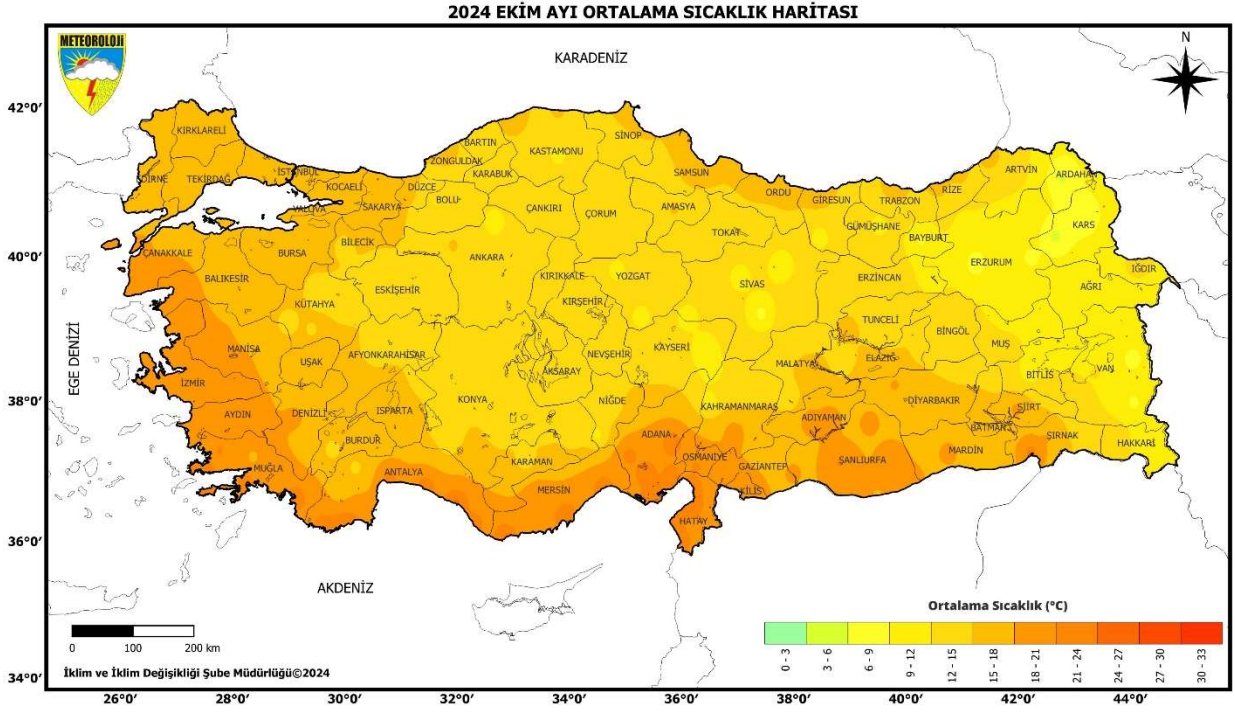 2024 EKİM AYI ORTALAMA SICAKLIK HARİTASI
METEOROLOJİ
KARADENİZ
N
42°0'
KIRKLARELİ
SİNOP
BARTIN
KASTAMONU
ZONGULDAK
İSTANBUL
KARABUK
SAMSUN
ARTVİN
ARDAHAN
EDİRNE
TEKİRDAĞ
KOCAELİ
DÜZCE
BOLU
ORDU
RİZE
YALOVA
SAKARYA
ÇANKIRI
ÇORUM
AMASYA
GİRESUN
TRABZON
KARS
TOKAT
GÜMÜŞHANE
BAYBURT
BİLECİK
40°0'
ÇANAKKALE
BURSA
ANKARA
ERZURUM
IĞDIR
BALIKESİR
KIRIKKALE
YOZGAT
SİVAS
ERZİNCAN
AĞRI
ESKİŞEHİR
KÜTAHYA
KIRŞEHİR
TUNCELİ
BİNGÖL
EGE DENİZİ
MANİSA
UŞAK
AFYONKARAHİSAR
NEVŞEHİR
KAYSERİ
MALATYA
ELAZIĞ
MUŞ
BİTLİS
VAN
İZMİR
AKSARAY
38°0'
AYDIN
DENİZLİ
ISPARTA
KONYA
NİĞDE
KAHRAMANMARAŞ
ADIYAMAN
DİYARBAKIR
SİİRT
BATMAN
BURDUR
ADANA
ŞIRNAK
HAKKARİ
MUĞLA
ANTALYA
KARAMAN
OSMANİYE
GAZİANTEP
ŞANLIURFA
MARDİN
MERSİN
KİLİS
HATAY
36°0'
AKDENİZ
Ortalama Sıcaklık (°C)
0 - 3
3 - 6
6 - 9
9 - 12
12 - 15
15 - 18
18 - 21
21 - 24
24 - 27
27 - 30
30 - 33
0 100 200 km
İklim ve İklim Değişikliği Şube Müdürlüğü©2024
34°0'
26°0' 28°0' 30°0' 32°0' 34°0' 36°0' 38°0' 40°0' 42°0' 44°0'